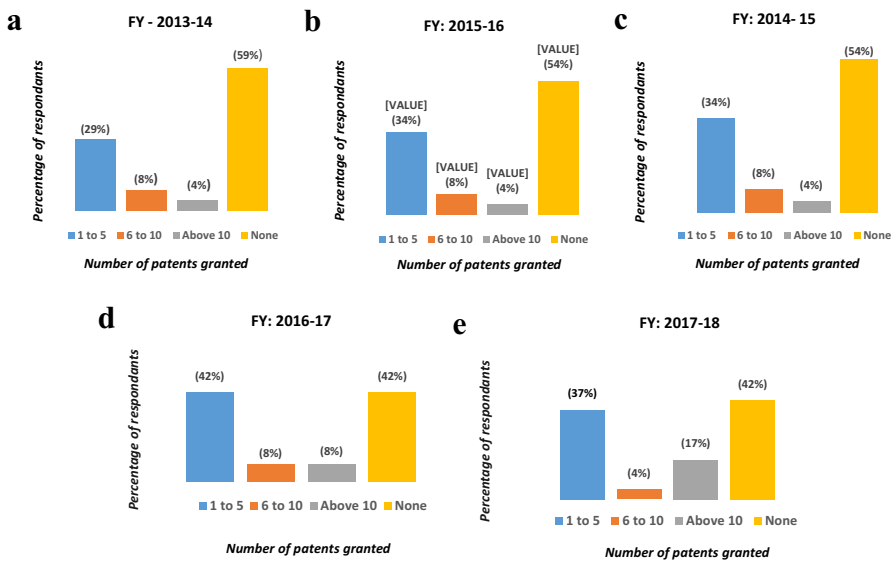 a
FY - 2013-14
Percentage of respondants
(29%)
(8%)
(4%)
(59%)
1 to 5 6 to 10 Above 10 None
Number of patents granted
b
FY: 2015-16
Percentage of respondants
[VALUE]
(34%)
[VALUE]
(8%)
[VALUE]
(4%)
[VALUE]
(54%)
1 to 5 6 to 10 Above 10 None
Number of patents granted
c
FY: 2014- 15
Percentage of respondants
(34%)
(8%)
(4%)
(54%)
1 to 5 6 to 10 Above 10 None
Number of patents granted
d
FY: 2016-17
Percentage of respondants
(42%)
(8%)
(8%)
(42%)
1 to 5 6 to 10 Above 10 None
Number of patents granted
e
FY: 2017-18
Percentage of respondants
(37%)
(4%)
(17%)
(42%)
1 to 5 6 to 10 Above 10 None
Number of patents granted